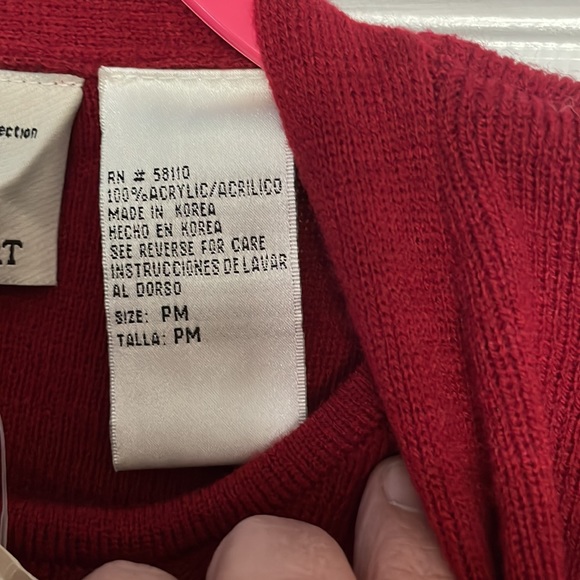 ection
RT
RN # 58110
100%ACRYLIC/ACRILICO
MADE IN KOREA
HECHO EN KOREA
SEE REVERSE FOR CARE
INSTRUCCIONES DE LAVAR
AL DORSO
SIZE: PM
TALLA: PM